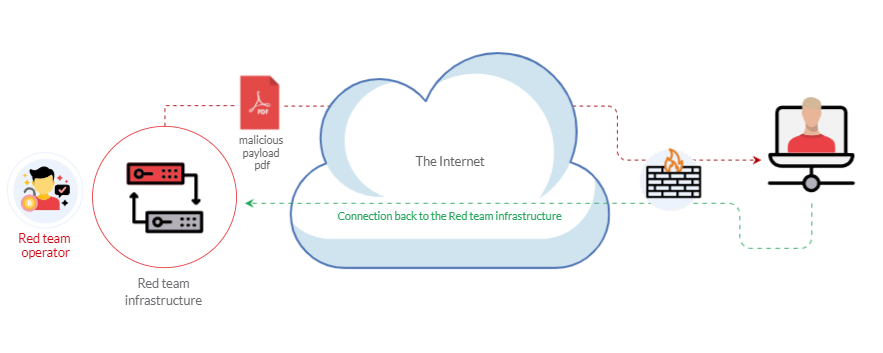 PDF
malicious
payload
pdf
The Internet
Connection back to the Red team infrastructure
Red team
operator
Red team
infrastructure